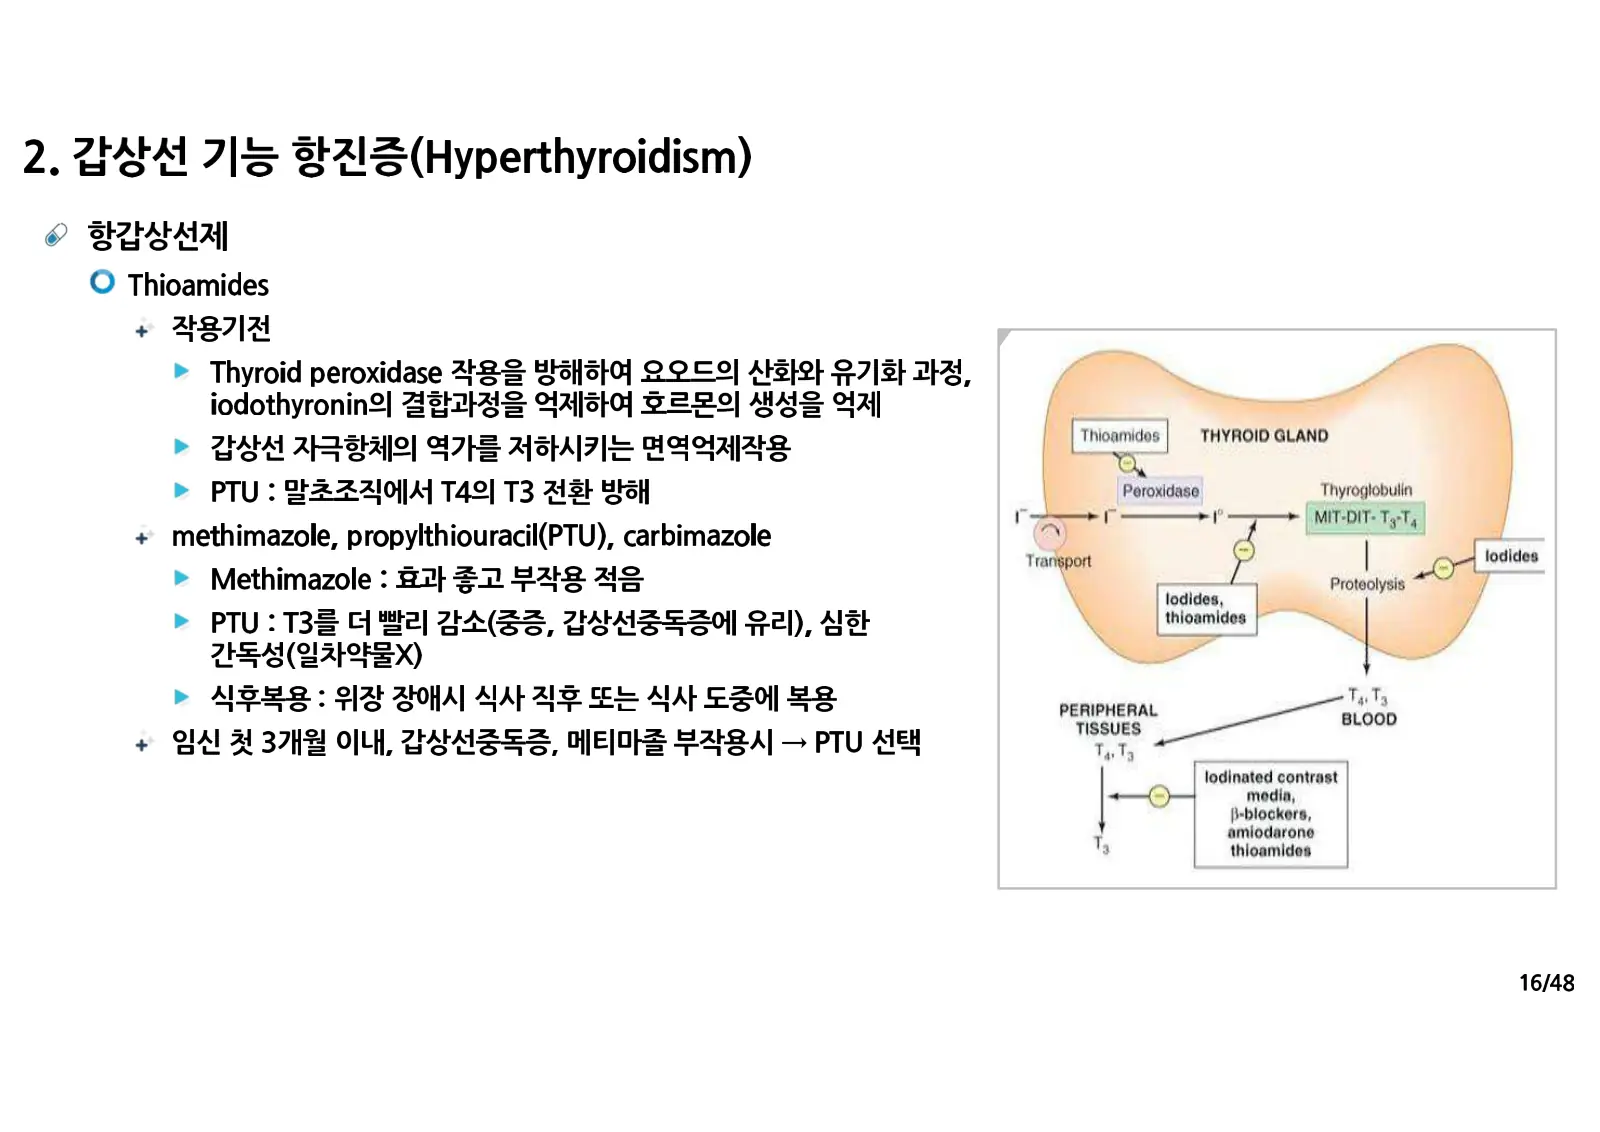 2. 갑상선 기능 항진증(Hyperthyroidism)
항갑상선제
Thioamides
작용기전
Thyroid peroxidase 작용을 방해하여 요오드의 산화와 유기화 과정,
iodothyronin의 결합과정을 억제하여 호르몬의 생성을 억제
갑상선 자극항체의 역가를 저하시키는 면역억제작용
PTU : 말초조직에서 T4의 T3 전환 방해
methimazole, propylthiouracil(PTU), carbimazole
Methimazole : 효과 좋고 부작용 적음
PTU : T3를 더 빨리 감소(중증, 갑상선중독증에 유리), 심한
간독성(일차약물X)
식후복용 : 위장 장애시 식사 직후 또는 식사 도중에 복용
임신 첫 3개월 이내, 갑상선중독증, 메티마졸 부작용시 → PTU 선택
Thioamides
THYROID GLAND
Peroxidase
Thyroglobulin
I⁻
I⁻
I°
MIT-DIT- T₃-T₄
Transport
Iodides
Proteolysis
Iodides,
thioamides
T₄, T₃
BLOOD
PERIPHERAL
TISSUES
T₄, T₃
Iodinated contrast
media,
β-blockers,
amiodarone
thioamides
T₃
16/48